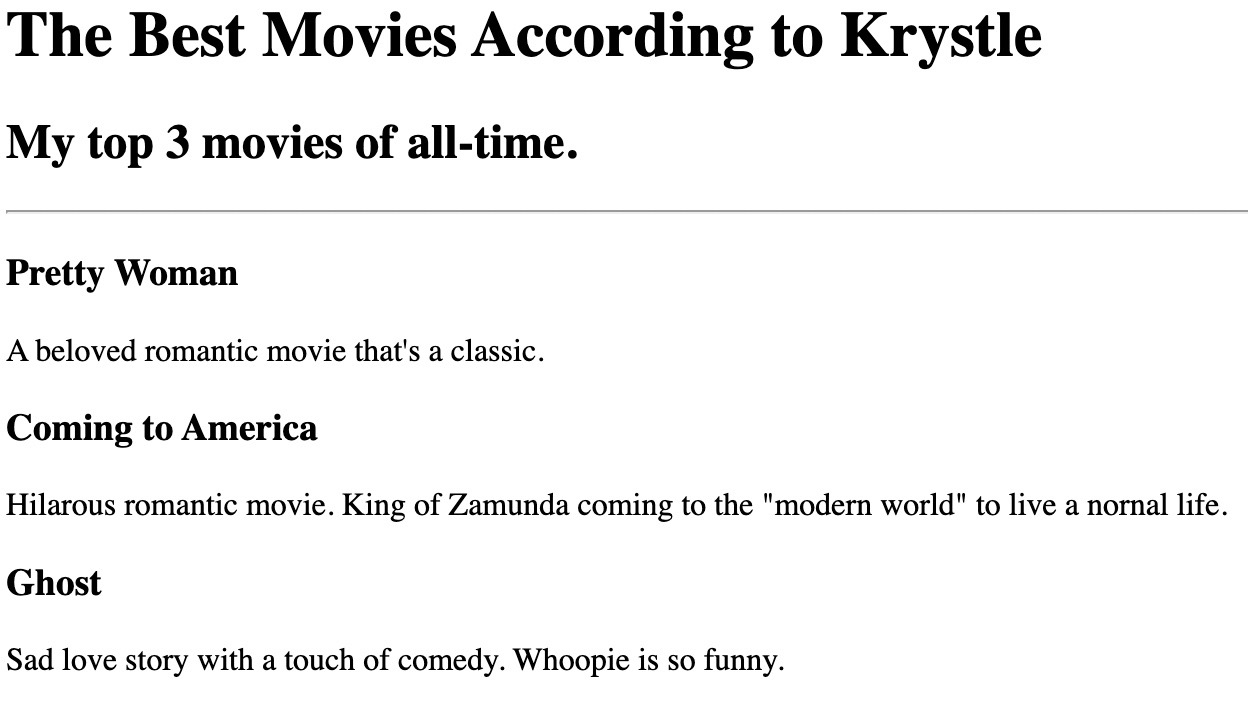 The Best Movies According to Krystle
My top 3 movies of all-time.
Pretty Woman
A beloved romantic movie that's a classic.
Coming to America
Hilarous romantic movie. King of Zamunda coming to the "modern world" to live a nornal life.
Ghost
Sad love story with a touch of comedy. Whoopie is so funny.